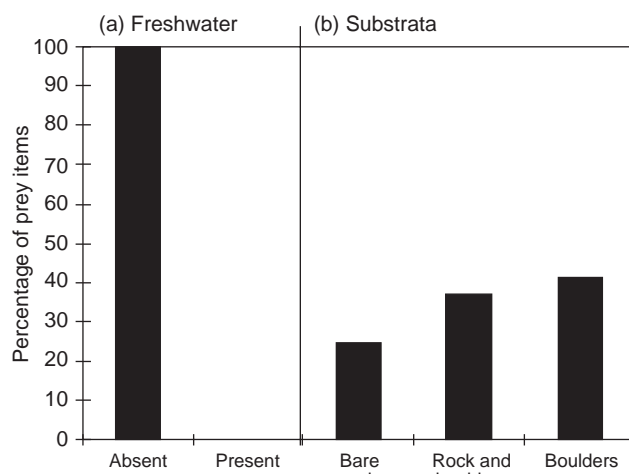 (a) Freshwater
(b) Substrata
Percentage of prey items
100
90
80
70
60
50
40
30
20
10
0
Absent
Present
Bare
Rock and
Boulders